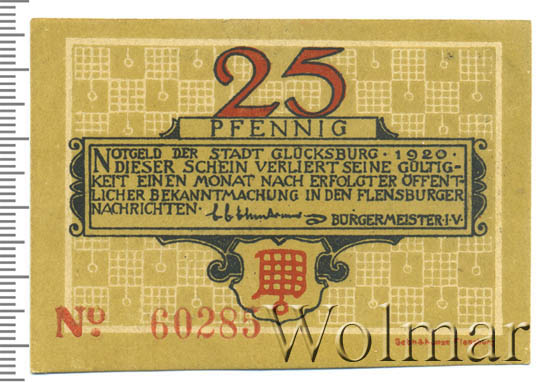 25
PFENNIG
NOTGELD DER STADT GLÜCKSBURG · 1920 ·
DIESER SCHEIN VERLIERT SEINE GÜLTIG-
KEIT EINEN MONAT NACH ERFOLGTER ÖFFENT-
LICHER BEKANNTMACHUNG IN DEN FLENSBURGER
NACHRICHTEN · BÜRGERMEISTER · I · V ·
No 60285
Wolmar